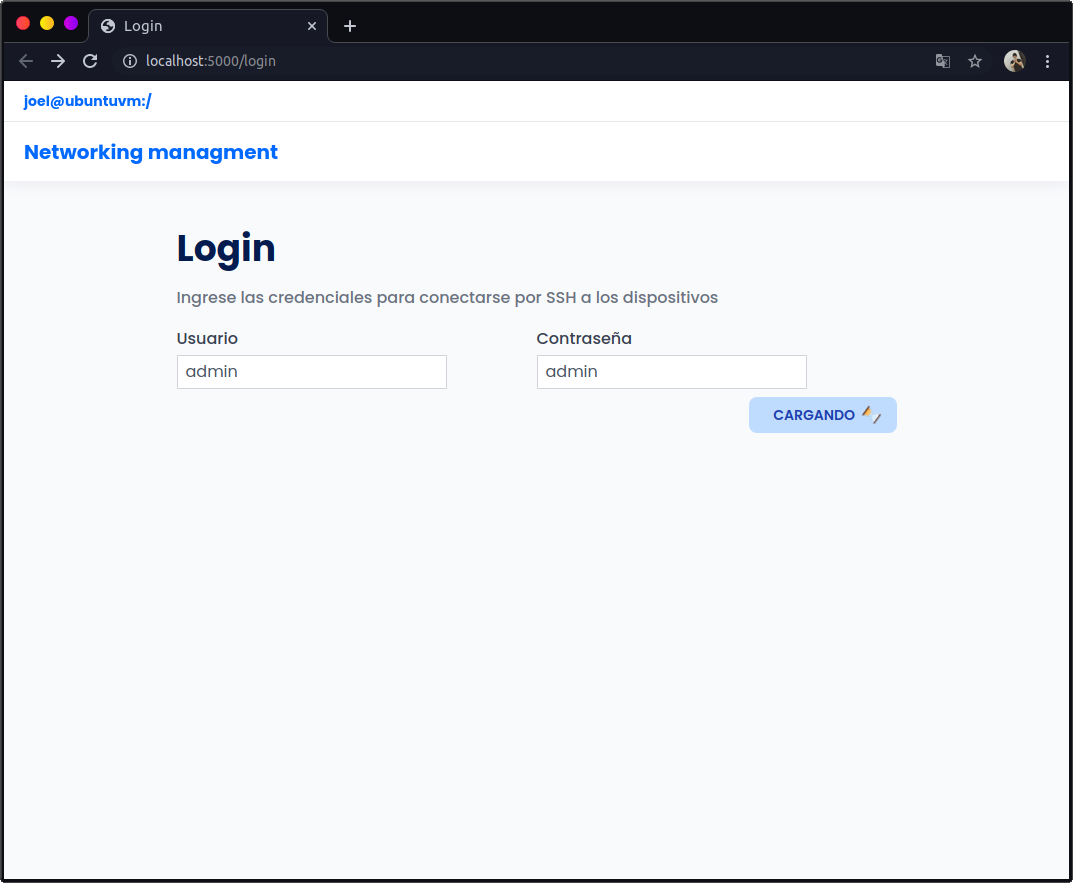 Login
localhost:5000/login
joel@ubuntuvm:/
Networking managment
Login
Ingrese las credenciales para conectarse por SSH a los dispositivos
Usuario Contraseña
admin admin
CARGANDO